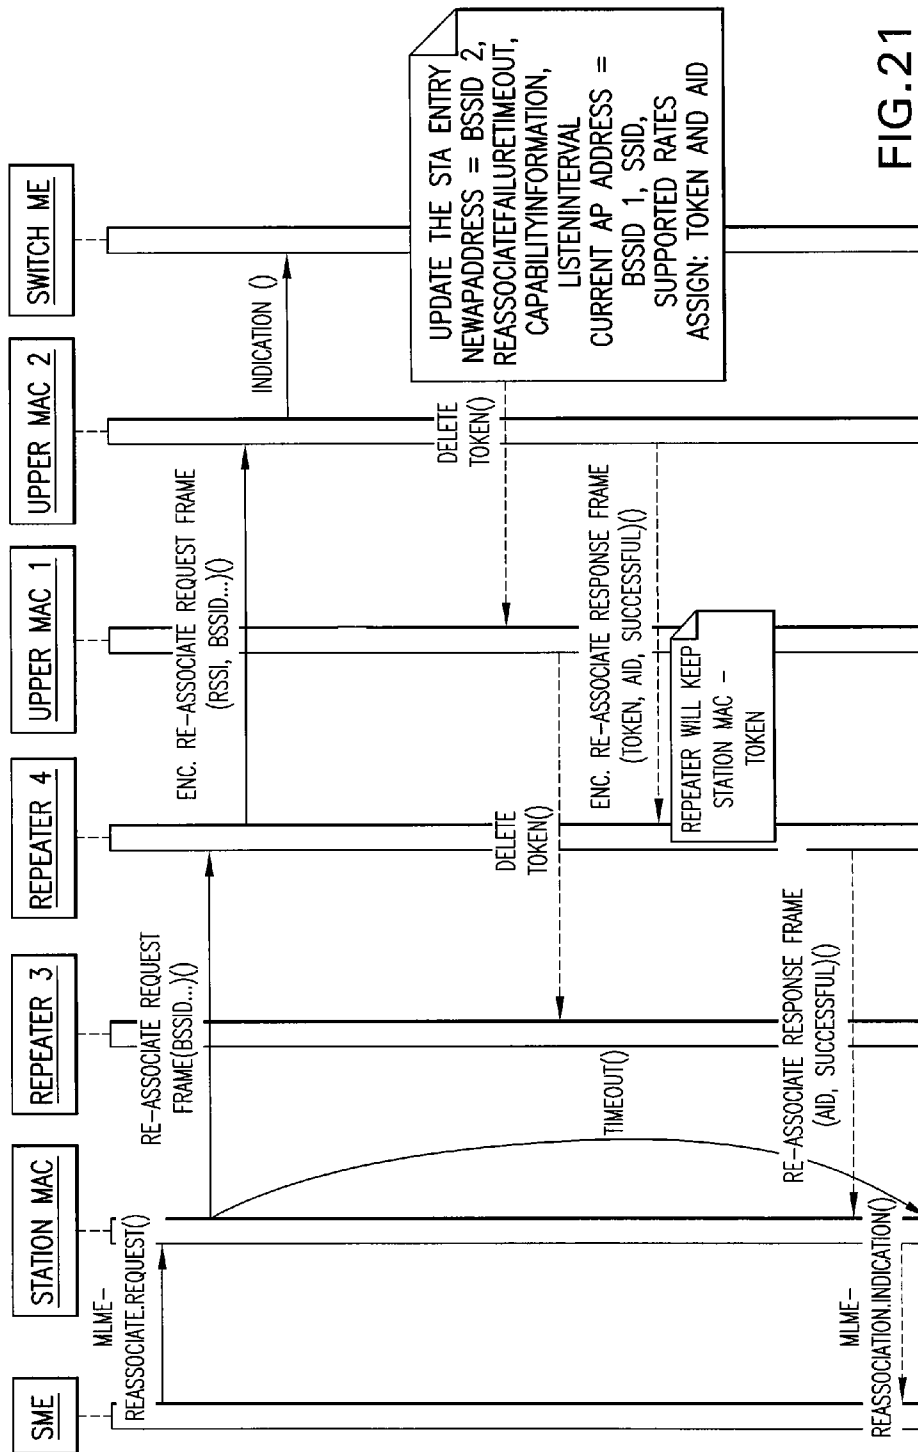 SME
STATION MAC
REPEATER 3
REPEATER 4
UPPER MAC 1
UPPER MAC 2
SWITCH ME
MLME-
REASSOCIATE.REQUEST()
RE-ASSOCIATE REQUEST
FRAME(BSSID...)()
ENC. RE-ASSOCIATE REQUEST FRAME
(RSSI, BSSID...)()
INDICATION ()
UPDATE THE STA ENTRY
NEWAPADDRESS = BSSID 2,
REASSOCIATEFAILURETIMEOUT,
CAPABILITYINFORMATION,
LISTENINTERVAL
CURRENT AP ADDRESS =
BSSID 1, SSID,
SUPPORTED RATES
ASSIGN: TOKEN AND AID
DELETE
TOKEN()
DELETE
TOKEN()
ENC. RE-ASSOCIATE RESPONSE FRAME
(TOKEN, AID, SUCCESSFUL)()
REPEATER WILL KEEP
STATION MAC -
TOKEN
TIMEOUT()
RE-ASSOCIATE RESPONSE FRAME
(AID, SUCCESSFUL)()
MLME-
REASSOCIATION.INDICATION()
FIG.21